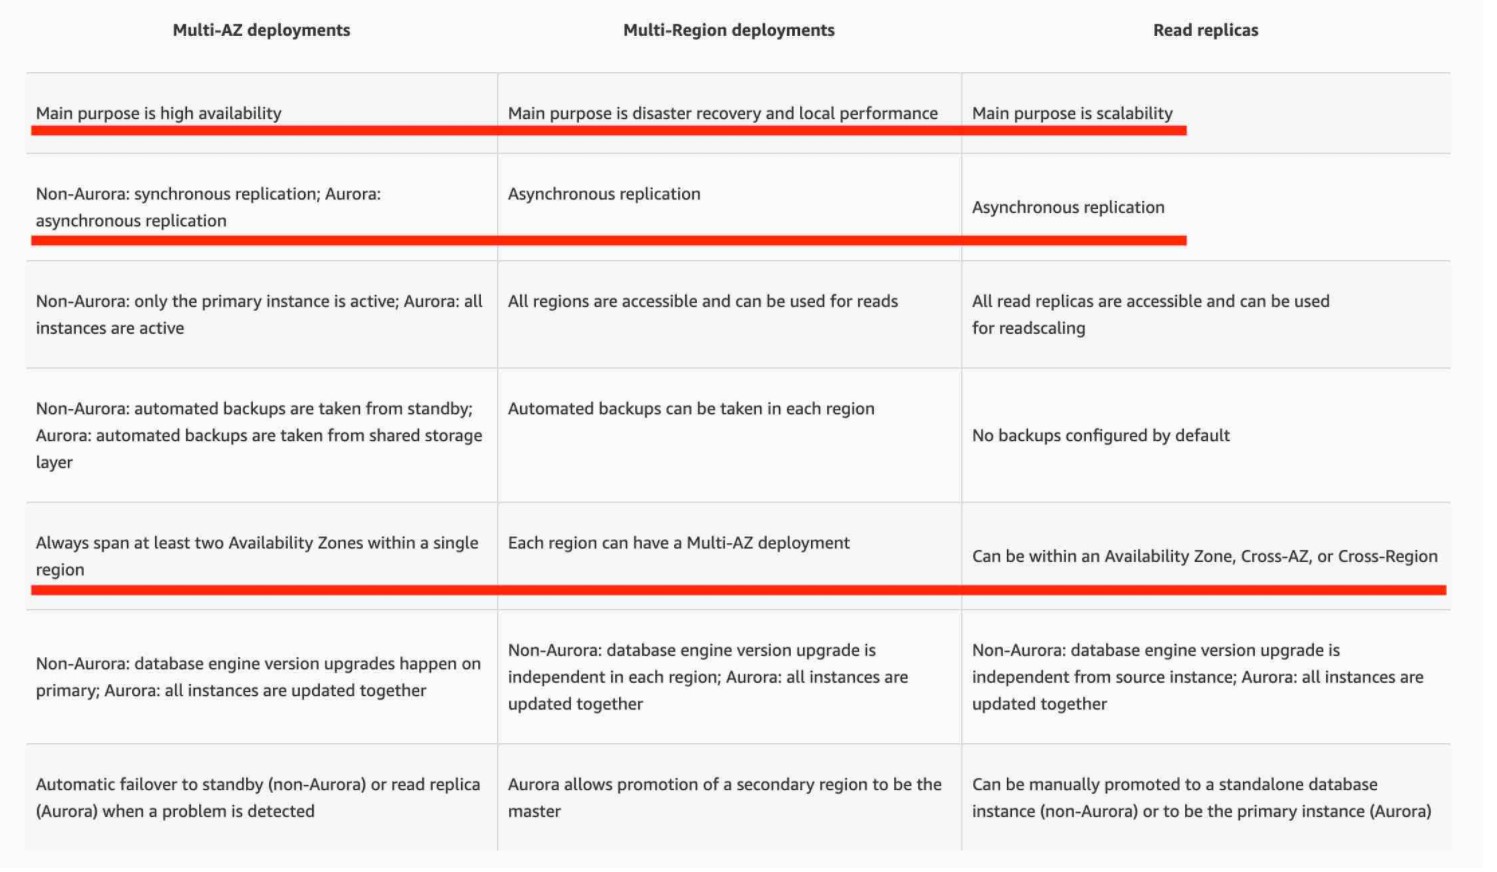 Multi-AZ deployments
Multi-Region deployments
Read replicas
Main purpose is high availability
Main purpose is disaster recovery and local performance
Main purpose is scalability
Non-Aurora: synchronous replication; Aurora:
asynchronous replication
Asynchronous replication
Asynchronous replication
Non-Aurora: only the primary instance is active; Aurora: all
instances are active
All regions are accessible and can be used for reads
All read replicas are accessible and can be used
for readscaling
Non-Aurora: automated backups are taken from standby;
Aurora: automated backups are taken from shared storage
layer
Automated backups can be taken in each region
No backups configured by default
Always span at least two Availability Zones within a single
region
Each region can have a Multi-AZ deployment
Can be within an Availability Zone, Cross-AZ, or Cross-Region
Non-Aurora: database engine version upgrades happen on
primary; Aurora: all instances are updated together
Non-Aurora: database engine version upgrade is
independent in each region; Aurora: all instances are
updated together
Non-Aurora: database engine version upgrade is
independent from source instance; Aurora: all instances are
updated together
Automatic failover to standby (non-Aurora) or read replica
(Aurora) when a problem is detected
Aurora allows promotion of a secondary region to be the
master
Can be manually promoted to a standalone database
instance (non-Aurora) or to be the primary instance (Aurora)